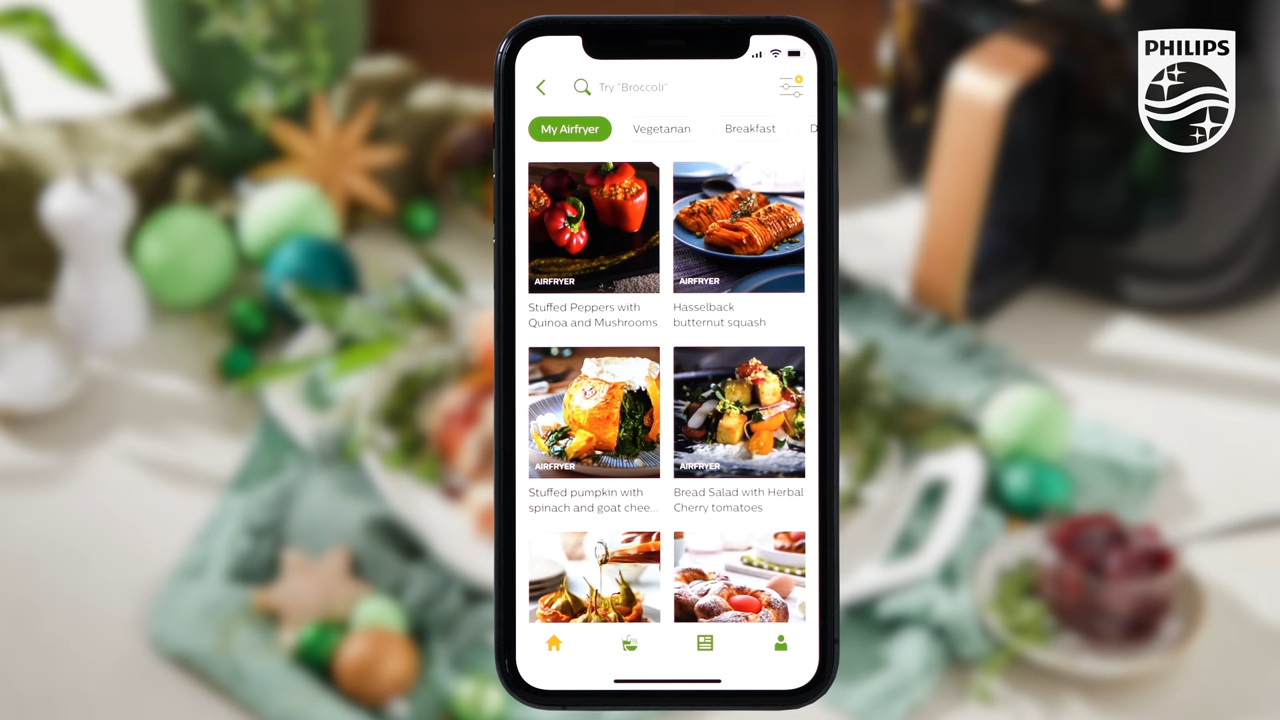 PHILIPS
Try "Broccoli"
My Airfryer
Vegetarian
Breakfast
D
AIRFRYER
AIRFRYER
Stuffed Peppers with
Quinoa and Mushrooms
Hasselback
butternut squash
AIRFRYER
AIRFRYER
Stuffed pumpkin with
spinach and goat chee...
Bread Salad with Herbal
Cherry tomatoes